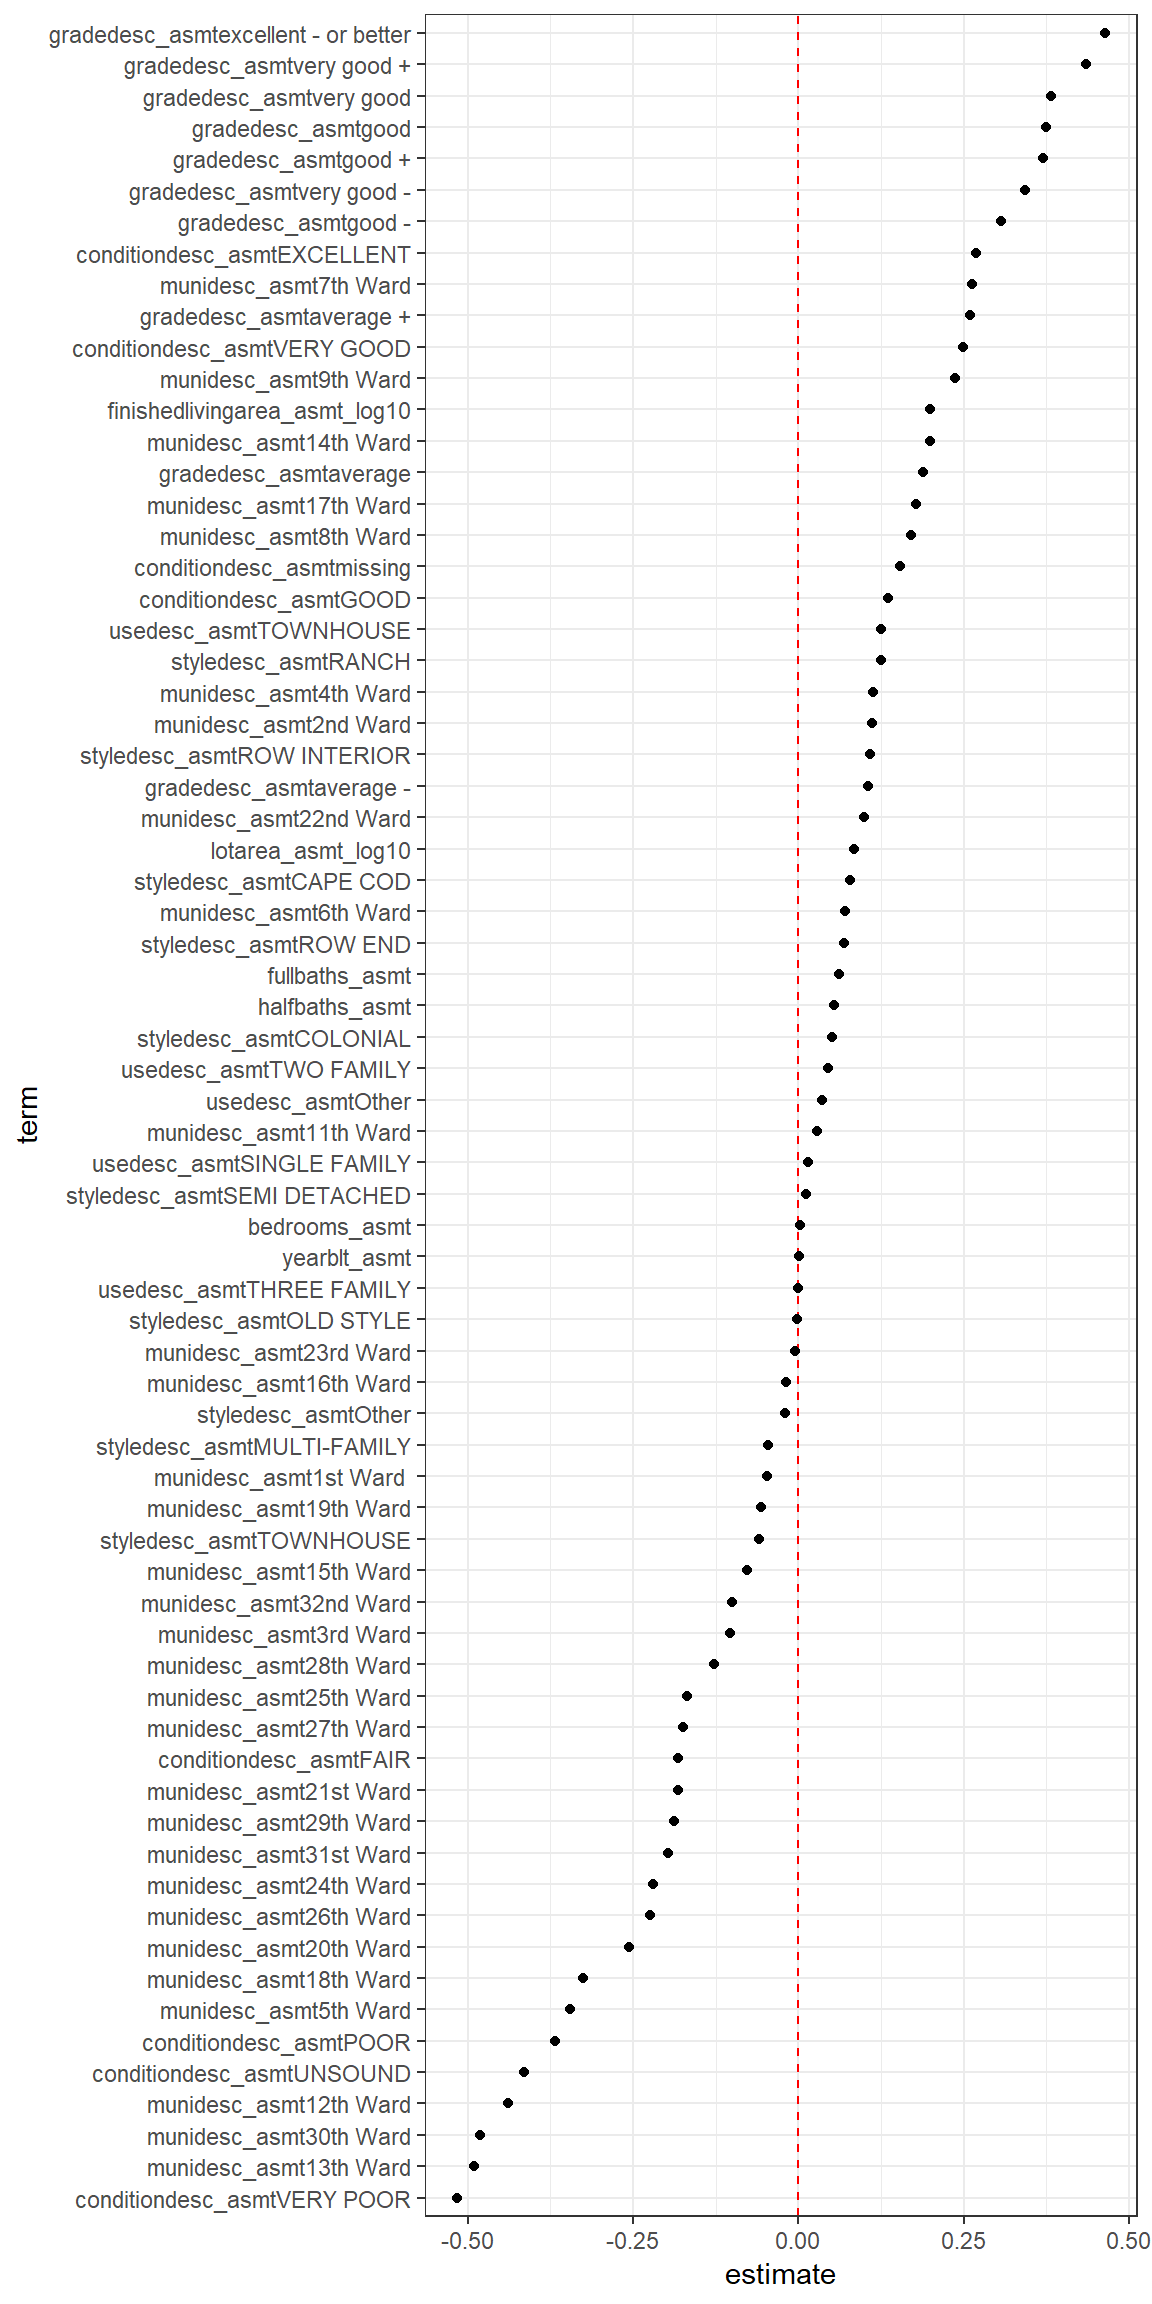 gradedesc_asmtexcellent - or better
gradedesc_asmtvery good +
gradedesc_asmtvery good
gradedesc_asmtgood
gradedesc_asmtgood +
gradedesc_asmtvery good -
gradedesc_asmtgood -
conditiondesc_asmtEXCELLENT
munidesc_asmt7th Ward
gradedesc_asmtaverage +
conditiondesc_asmtVERY GOOD
munidesc_asmt9th Ward
finishedlivingarea_asmt_log10
munidesc_asmt14th Ward
gradedesc_asmtaverage
munidesc_asmt17th Ward
munidesc_asmt8th Ward
conditiondesc_asmtmissing
conditiondesc_asmtGOOD
usedesc_asmtTOWNHOUSE
styledesc_asmtRANCH
munidesc_asmt4th Ward
munidesc_asmt2nd Ward
styledesc_asmtROW INTERIOR
gradedesc_asmtaverage -
munidesc_asmt22nd Ward
lotarea_asmt_log10
styledesc_asmtCAPE COD
munidesc_asmt6th Ward
styledesc_asmtROW END
fullbaths_asmt
halfbaths_asmt
styledesc_asmtCOLONIAL
usedesc_asmtTWO FAMILY
usedesc_asmtOther
munidesc_asmt11th Ward
usedesc_asmtSINGLE FAMILY
styledesc_asmtSEMI DETACHED
bedrooms_asmt
yearblt_asmt
usedesc_asmtTHREE FAMILY
styledesc_asmtOLD STYLE
munidesc_asmt23rd Ward
munidesc_asmt16th Ward
styledesc_asmtOther
styledesc_asmtMULTI-FAMILY
munidesc_asmt1st Ward
munidesc_asmt19th Ward
styledesc_asmtTOWNHOUSE
munidesc_asmt15th Ward
munidesc_asmt32nd Ward
munidesc_asmt3rd Ward
munidesc_asmt28th Ward
munidesc_asmt25th Ward
munidesc_asmt27th Ward
conditiondesc_asmtFAIR
munidesc_asmt21st Ward
munidesc_asmt29th Ward
munidesc_asmt31st Ward
munidesc_asmt24th Ward
munidesc_asmt26th Ward
munidesc_asmt20th Ward
munidesc_asmt18th Ward
munidesc_asmt5th Ward
conditiondesc_asmtPOOR
conditiondesc_asmtUNSOUND
munidesc_asmt12th Ward
munidesc_asmt30th Ward
munidesc_asmt13th Ward
conditiondesc_asmtVERY POOR
term
-0.50 -0.25 0.00 0.25 0.50
estimate